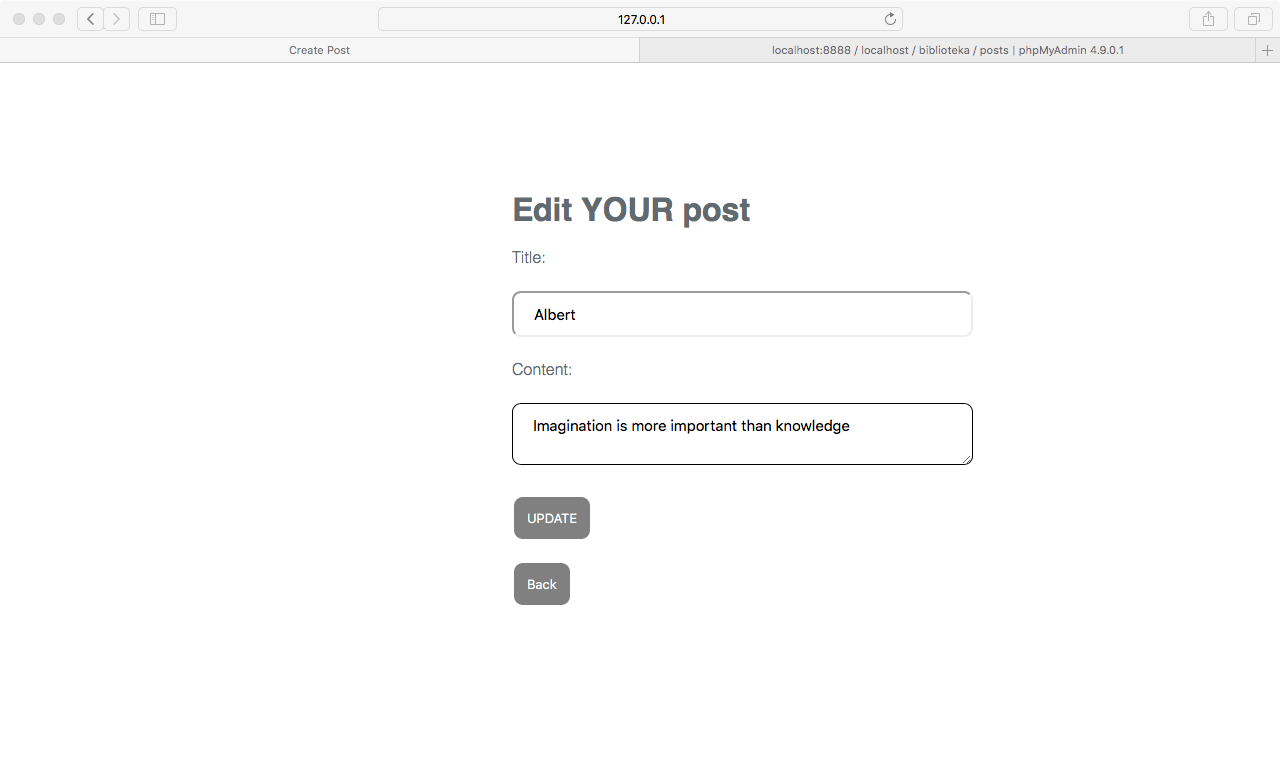 127.0.0.1
Create Post
localhost:8888 / localhost / biblioteka / posts | phpMyAdmin 4.9.0.1
Edit YOUR post
Title:
Albert
Content:
Imagination is more important than knowledge
UPDATE
Back